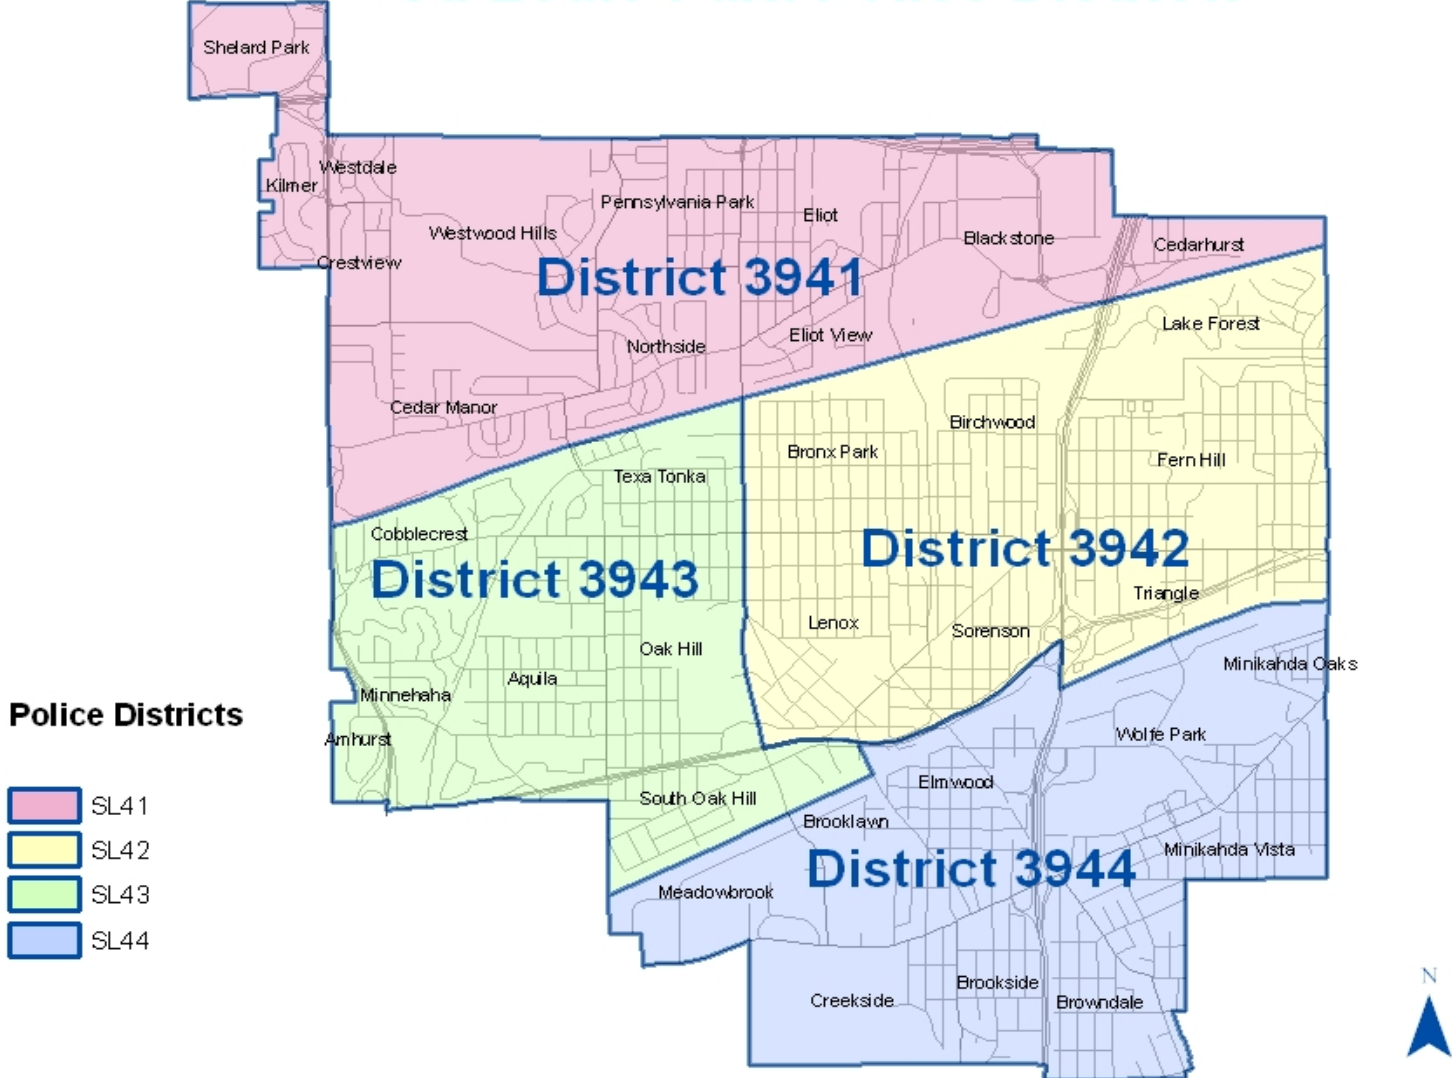 Shelard Park
Westdale
Kilmer
Pennsylvania Park
Eliot
Westwood Hills
Blackstone
Cedarhurst
Crestview
District 3941
Lake Forest
Eliot View
Northside
Cedar Manor
Birchwood
Bronx Park
Fern Hill
Texa Tonka
Cobblecrest
District 3942
District 3943
Triangle
Lenox
Sorenson
Oak Hill
Minikahda Oaks
Aquila
Minnehaha
Police Districts
Amhurst
Wolfe Park
Elmwood
South Oak Hill
SL41
Brooklawn
SL42
Minikahda Vista
District 3944
Meadowbrook
SL43
SL44
N
Brookside
Creekside
Browndale